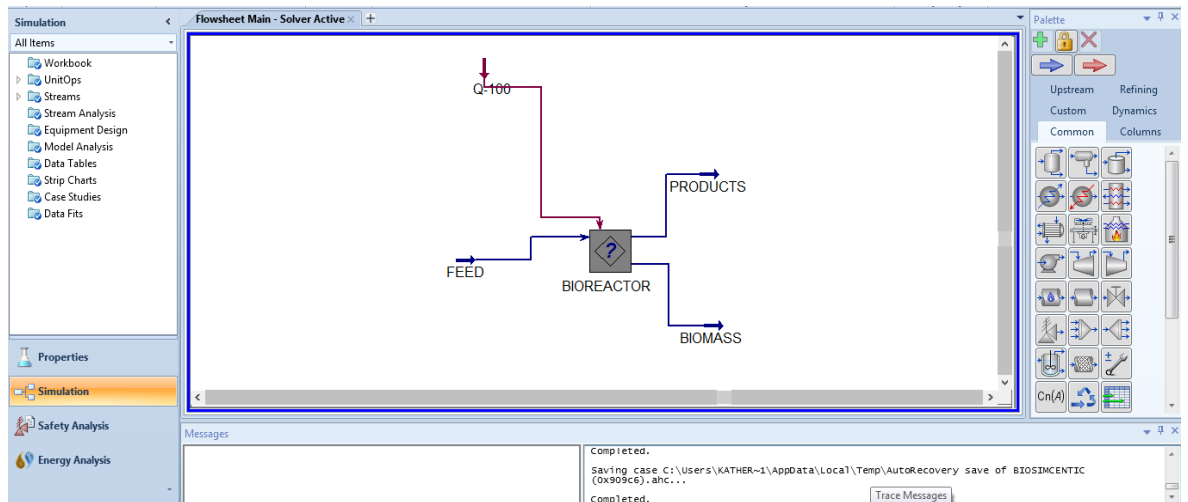 Simulation <
All Items
Workbook
UnitOps
Streams
Stream Analysis
Equipment Design
Model Analysis
Data Tables
Strip Charts
Case Studies
Data Fits
Properties
Simulation
Safety Analysis
Energy Analysis
Flowsheet Main - Solver Active × +
Q-100
PRODUCTS
FEED
?
BIOREACTOR
BIOMASS
Palette
Upstream Refining
Custom Dynamics
Common Columns
Cn(A)
Messages
Completed.
Saving case C:\Users\KATHER~1\AppData\Local\Temp\AutoRecovery save of BIOSIMCENTIC
(0x909c6).ahc...
Completed.
Trace Messages